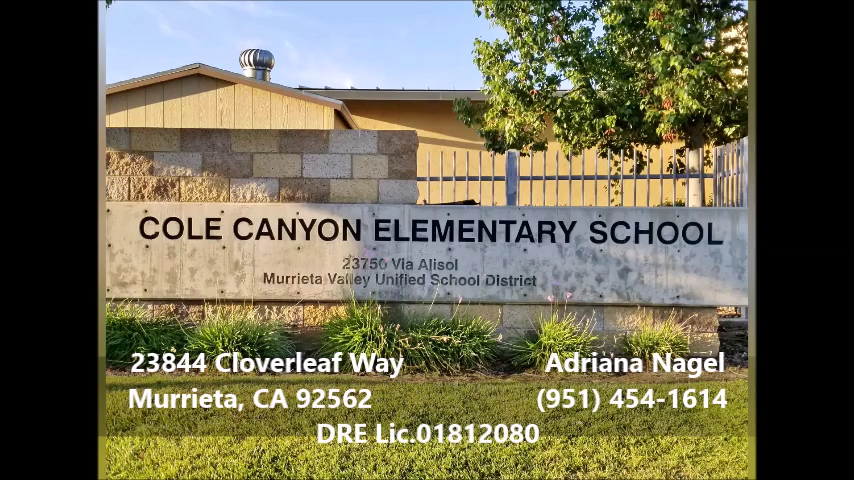 COLE CANYON ELEMENTARY SCHOOL
23750 Via Alisol
Murrieta Valley Unified School District
23844 Cloverleaf Way
Adriana Nagel
Murrieta, CA 92562
(951) 454-1614
DRE Lic.01812080